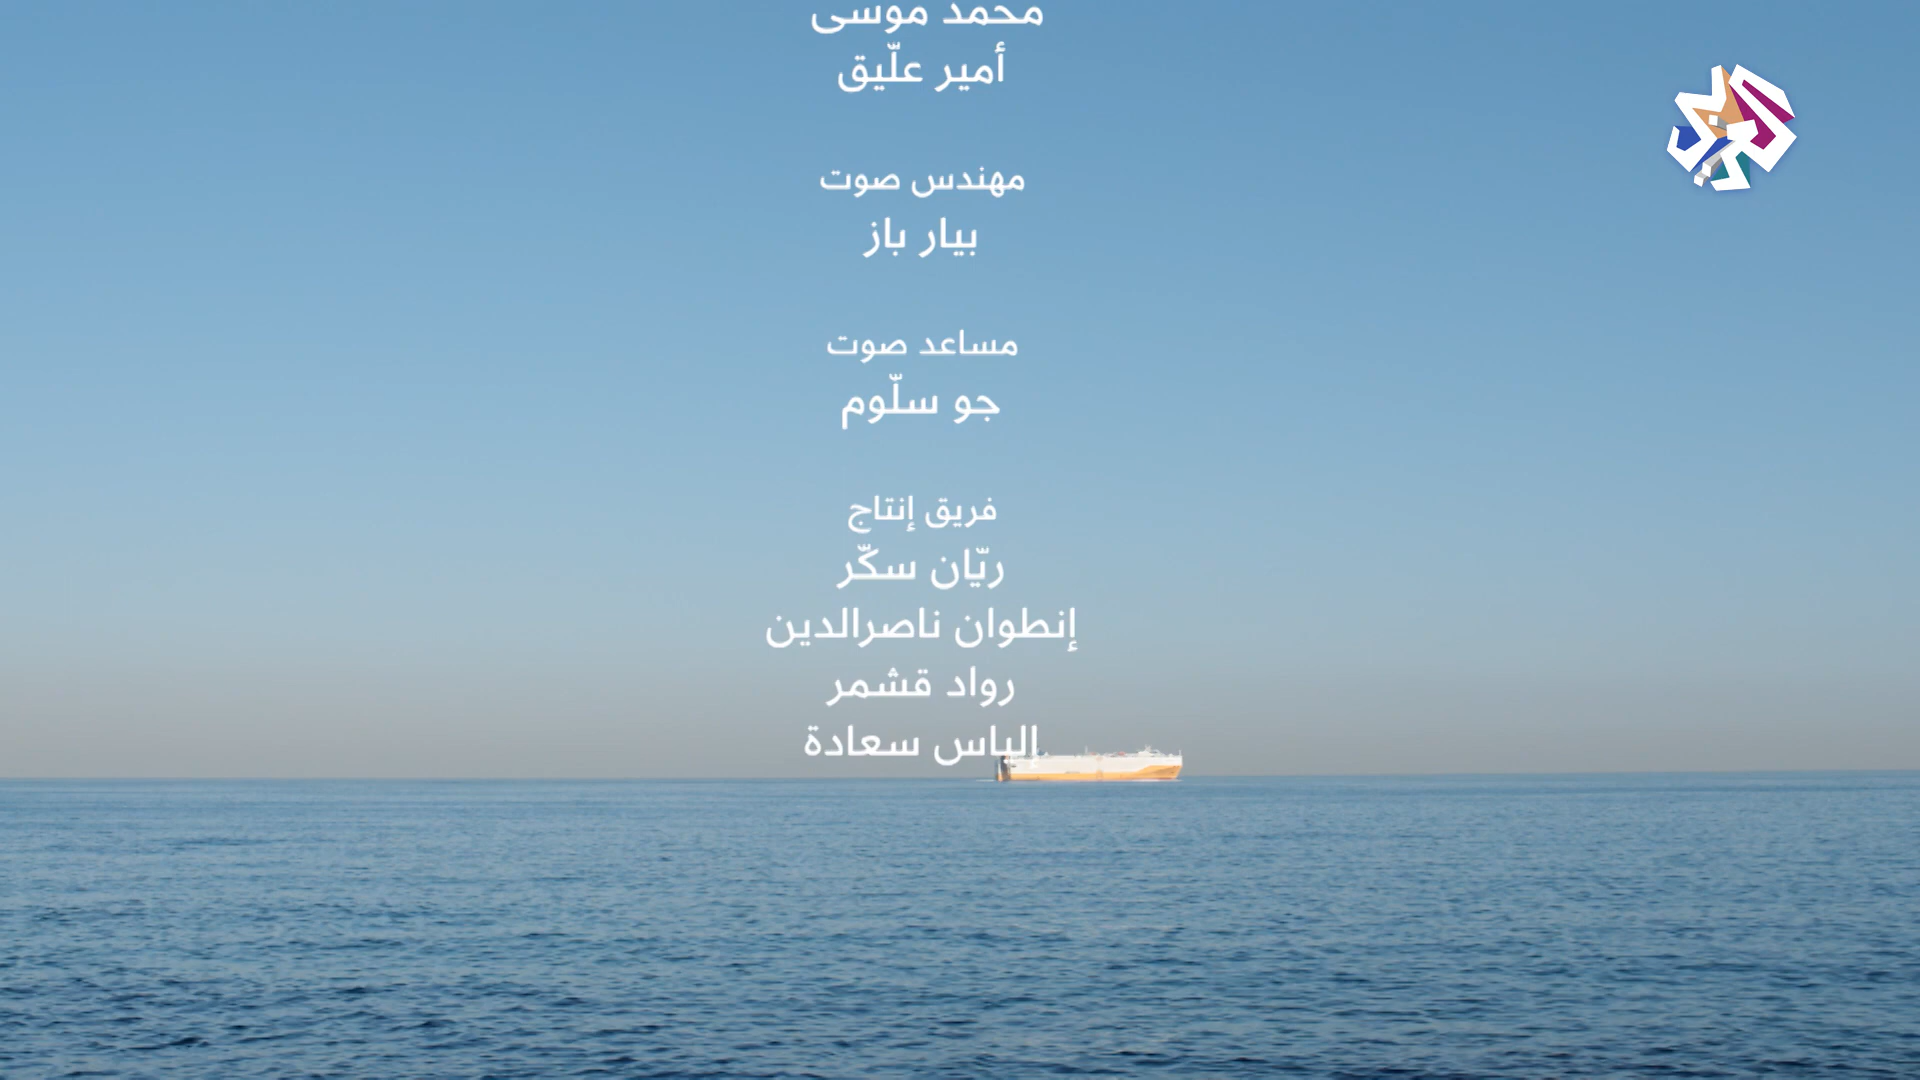 محمد موسى
أمير علّيق
مهندس صوت
بيار باز
مساعد صوت
جو سلّوم
فريق إنتاج
ريّان سكّر
إنطوان ناصرالدين
رواد قشمر
الياس سعادة